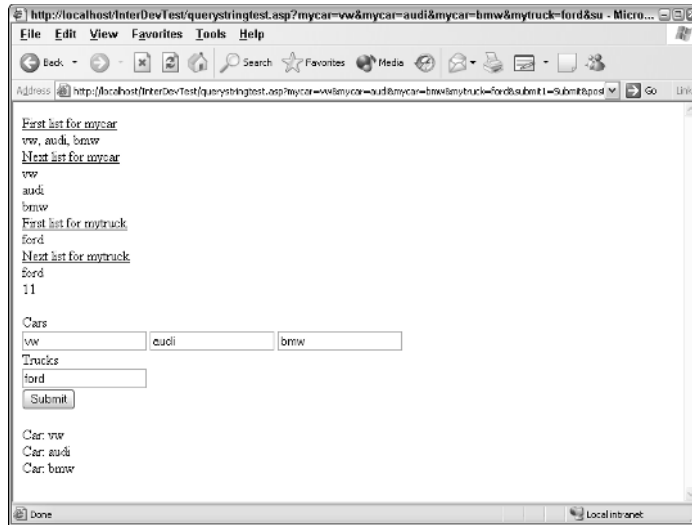 http://localhost/InterDevTest/querystringtest.asp?mycar=vw&mycar=audi&mycar=bmw&mytruck=ford&su - Micro...
File Edit View Favorites Tools Help
Back Search Favorites Media
Address http://localhost/InterDevTest/querystringtest.asp?mycar=vw&mycar=audi&mycar=bmw&mytruck=ford&submit1=Submit&pos Go Link
First list for mycar
vw, audi, bmw
Next list for mycar
vw
audi
bmw
First list for mytruck
ford
Next list for mytruck
ford
11
Cars
vw audi bmw
Trucks
ford
Submit
Car: vw
Car: audi
Car: bmw
Done Local intranet